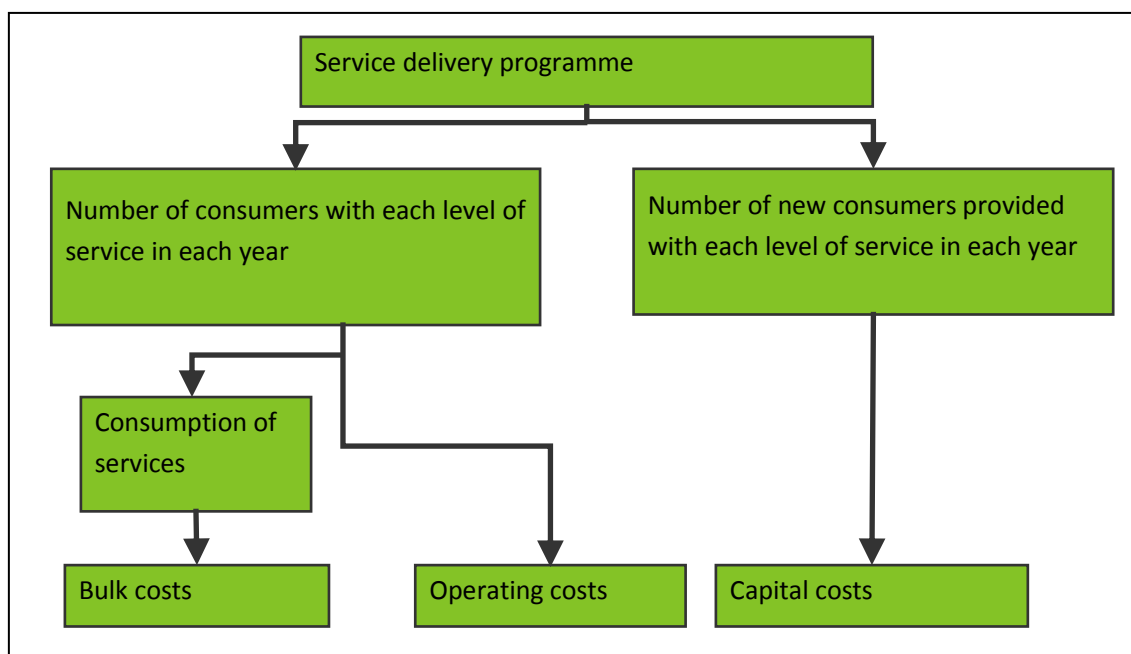 Service delivery programme
Number of consumers with each level of
service in each year
Number of new consumers provided
with each level of service in each year
Consumption of
services
Bulk costs
Operating costs
Capital costs